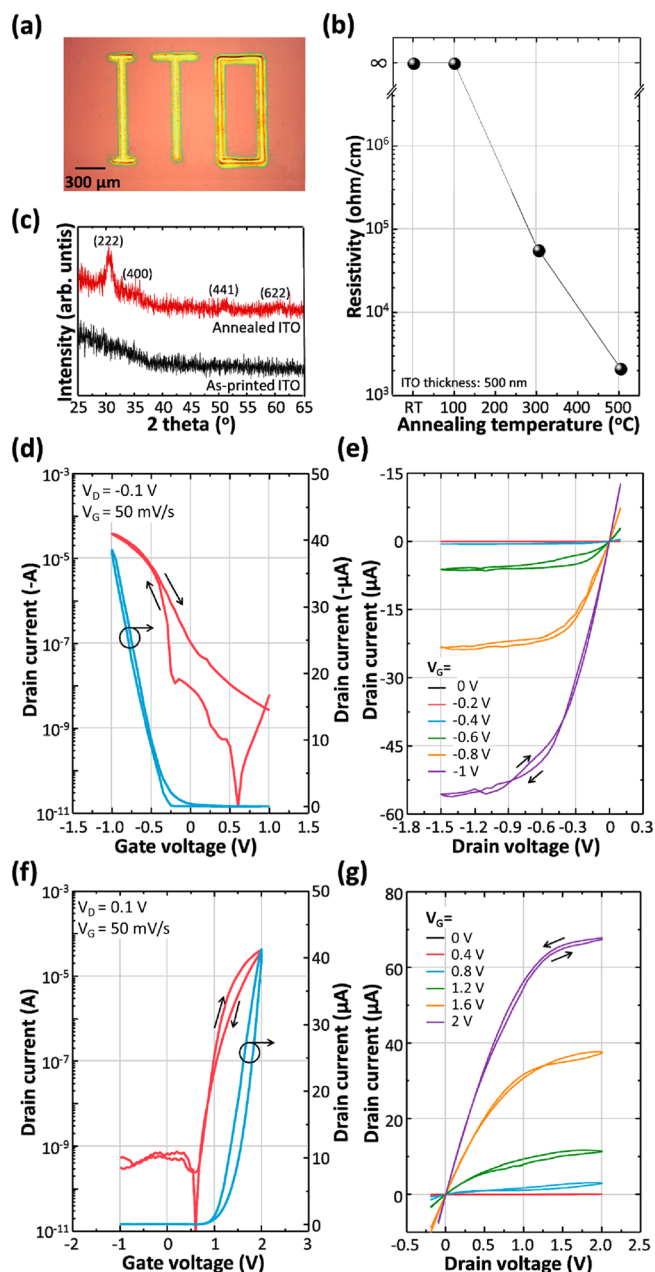 (a)
ITO
300 µm
(b)
∞
10⁶
10⁵
10⁴
10³
Resistivity (ohm/cm)
ITO thickness: 500 nm
RT 100 200 300 400 500
Annealing temperature (°C)
(c)
(222)
(400)
(441)
(622)
Annealed ITO
As-printed ITO
Intensity (arb. untis)
25 30 35 40 45 50 55 60 65
2 theta (°)
(d)
V_D = -0.1 V
V_G = 50 mV/s
10⁻³
10⁻⁵
10⁻⁷
10⁻⁹
10⁻¹¹
Drain current (-A)
50
40
30
20
10
0
Drain current (-µA)
-1.5 -1.0 -0.5 0.0 0.5 1.0 1.5
Gate voltage (V)
(e)
-15
0
-15
-30
-45
-60
Drain current (µA)
V_G=
0 V
-0.2 V
-0.4 V
-0.6 V
-0.8 V
-1 V
-1.8 -1.5 -1.2 -0.9 -0.6 -0.3 0
Drain voltage (V)
(f)
V_D = 0.1 V
V_G = 50 mV/s
10⁻³
10⁻⁵
10⁻⁷
10⁻⁹
10⁻¹¹
Drain current (A)
50
40
30
20
10
0
Drain current (µA)
-2 -1 0 1 2
Gate voltage (V)
(g)
80
60
40
20
0
Drain current (µA)
V_G=
0 V
0.4 V
0.8 V
1.2 V
1.6 V
2 V
-0.5 0.0 0.5 1.0 1.5 2.0 2.5
Drain voltage (V)